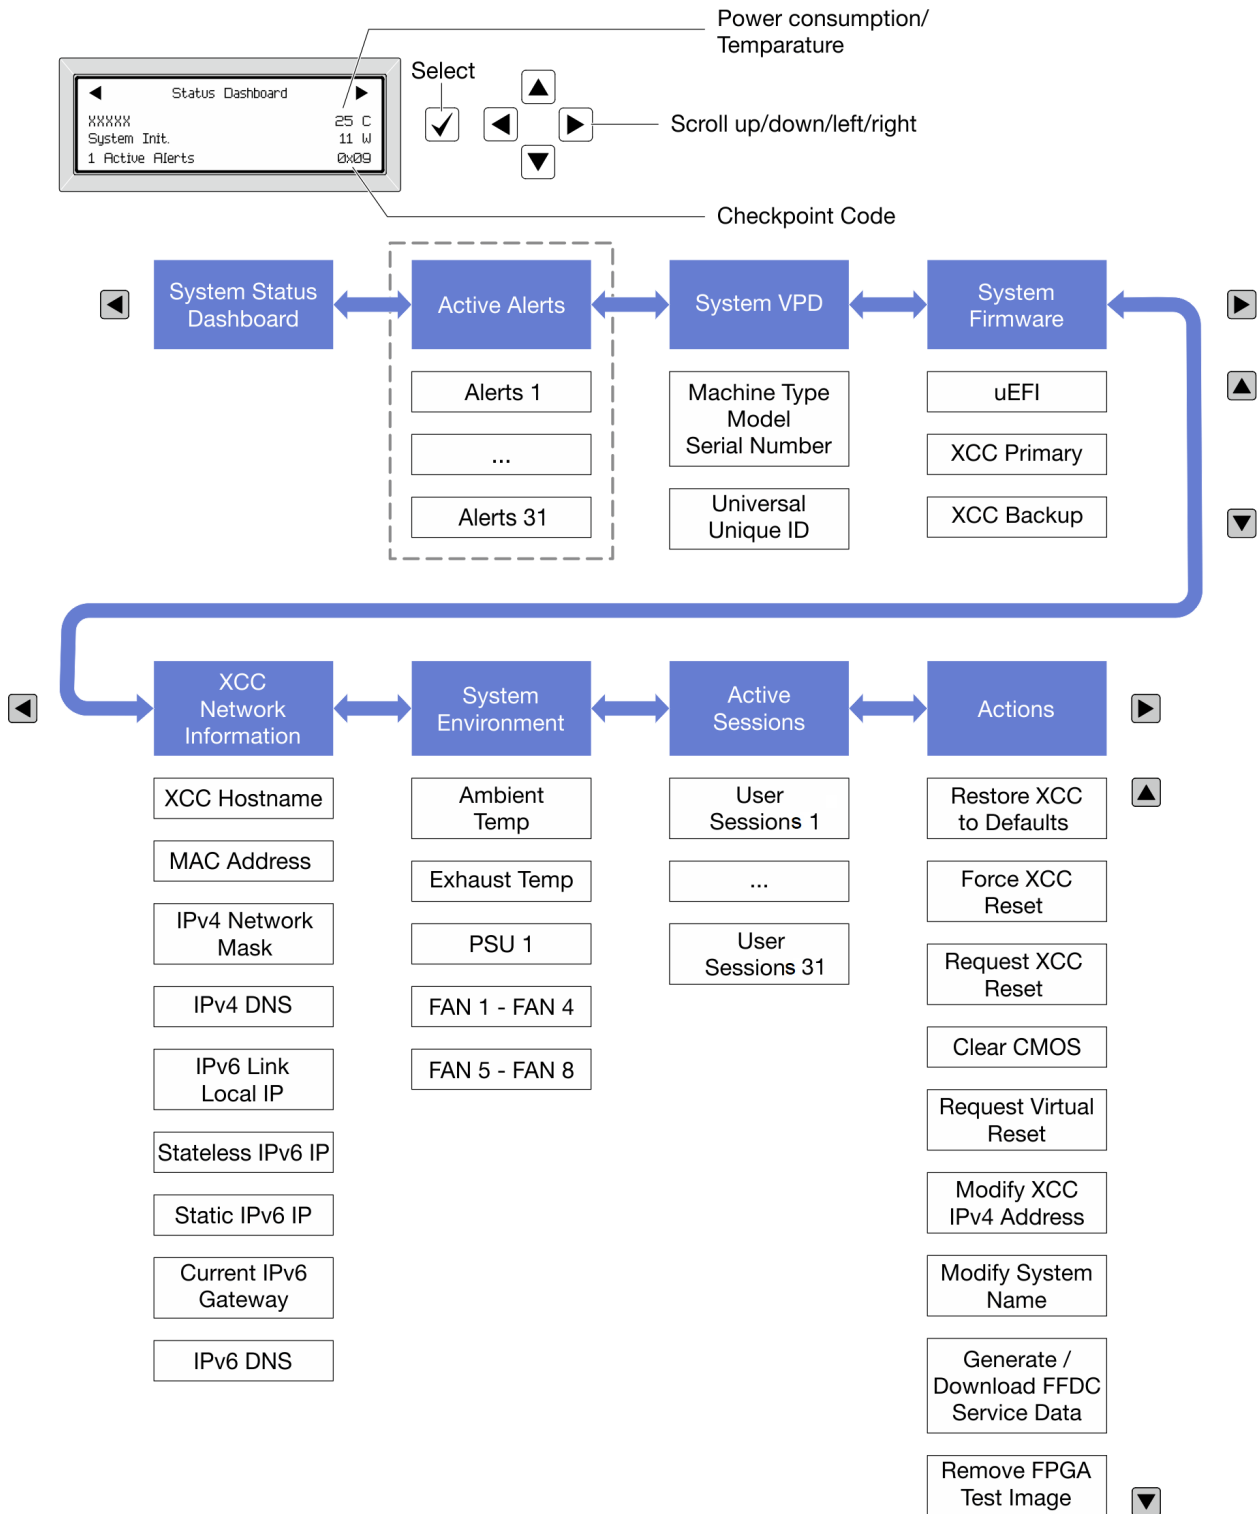 Power consumption/
Temparature
Select
Status Dashboard
XXXXX 25 C
System Init. 11 W
1 Active Alerts 0x09
Scroll up/down/left/right
Checkpoint Code
System Status
Dashboard
Active Alerts
System VPD
System
Firmware
Alerts 1
...
Alerts 31
Machine Type
Model
Serial Number
Universal
Unique ID
uEFI
XCC Primary
XCC Backup
XCC
Network
Information
System
Environment
Active
Sessions
Actions
XCC Hostname
MAC Address
IPv4 Network
Mask
IPv4 DNS
IPv6 Link
Local IP
Stateless IPv6 IP
Static IPv6 IP
Current IPv6
Gateway
IPv6 DNS
Ambient
Temp
Exhaust Temp
PSU 1
FAN 1 - FAN 4
FAN 5 - FAN 8
User
Sessions 1
...
User
Sessions 31
Restore XCC
to Defaults
Force XCC
Reset
Request XCC
Reset
Clear CMOS
Request Virtual
Reset
Modify XCC
IPv4 Address
Modify System
Name
Generate /
Download FFDC
Service Data
Remove FPGA
Test Image